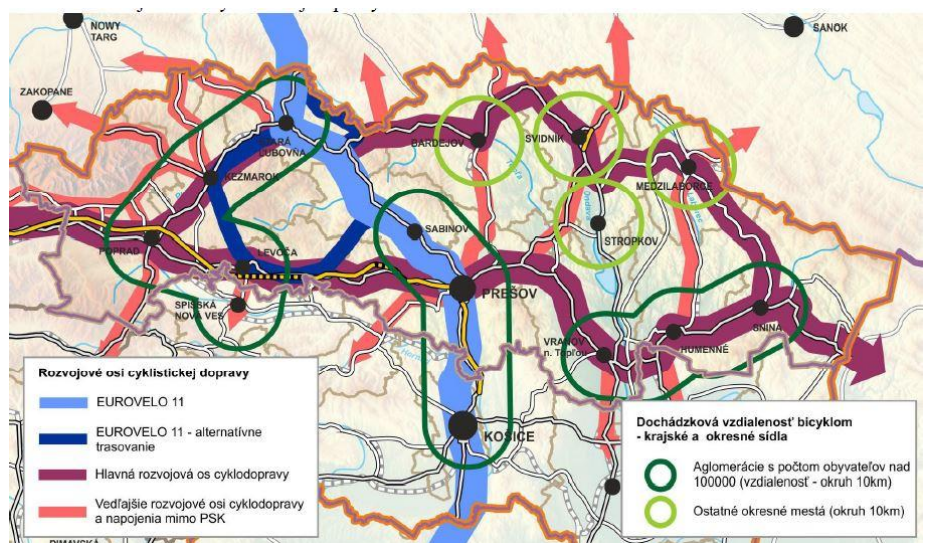 NOWY
TARG
SANOK
ZAKOPANE
STARÁ
ĽUBOVŇA
BARDEJOV
SVIDNÍK
KEŽMAROK
MEDZILABORCE
SABINOV
STROPKOV
POPRAD
LEVOČA
PREŠOV
SPIŠSKÁ
NOVÁ VES
SNINA
VRANOV
n. Topľou
HUMENNÉ
KOŠICE
Rozvojové osi cyklistickej dopravy
EUROVELO 11
EUROVELO 11 - alternatívne
trasovanie
Hlavná rozvojová os cyklodopravy
Vedľajšie rozvojové osi cyklodopravy
a napojenia mimo PSK
Dochádzková vzdialenosť bicyklom
- krajské a okresné sídla
Aglomerácie s počtom obyvateľov nad
100000 (vzdialenosť - okruh 10km)
Ostatné okresné mestá (okruh 10km)